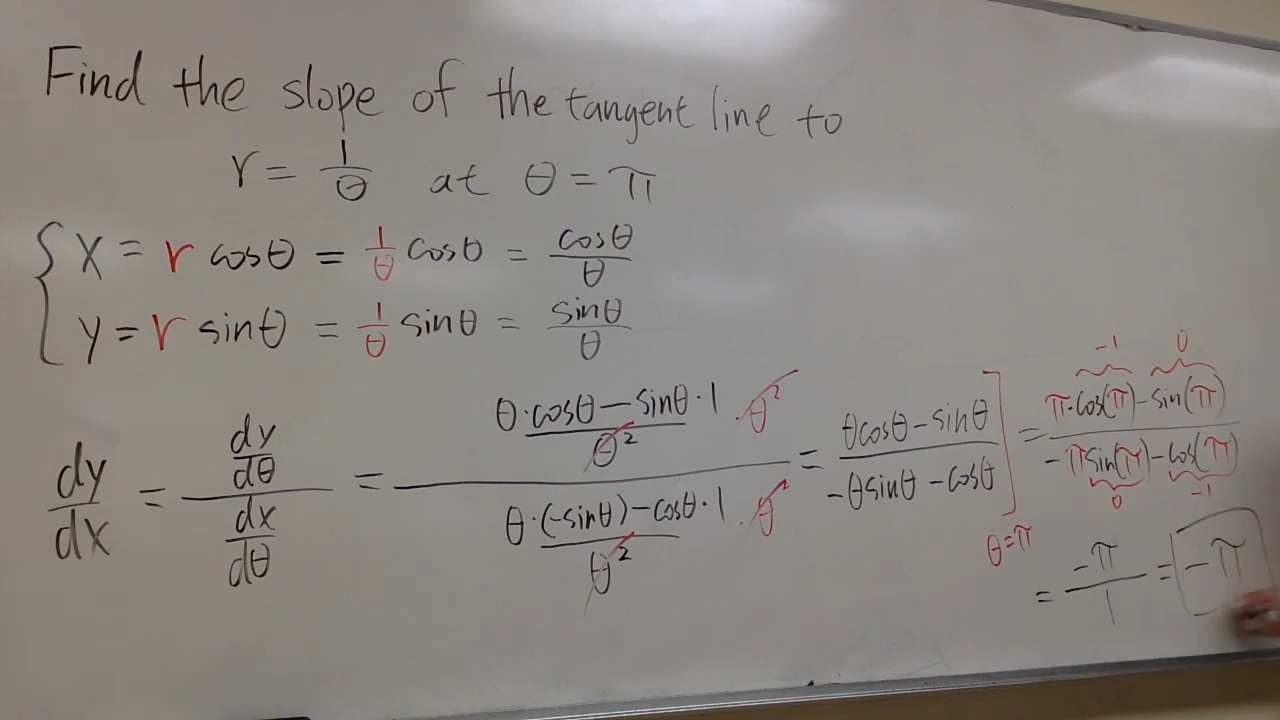 Find the slope of the tangent line to
r = 1/θ at θ = π
{ x = r cosθ = 1/θ cosθ = cosθ/θ
y = r sinθ = 1/θ sinθ = sinθ/θ
dy/dx = (dy/dθ)/(dx/dθ) = ((θ·cosθ − sinθ·1)/θ² · θ²)/((θ·(−sinθ) − cosθ·1)/θ² · θ²) = (θcosθ − sinθ)/(−θsinθ − cosθ) ] θ=π = (π·cos(π) − sin(π))/(−πsin(π) − cos(π))
−1 0
0 −1
= −π/1 = −π